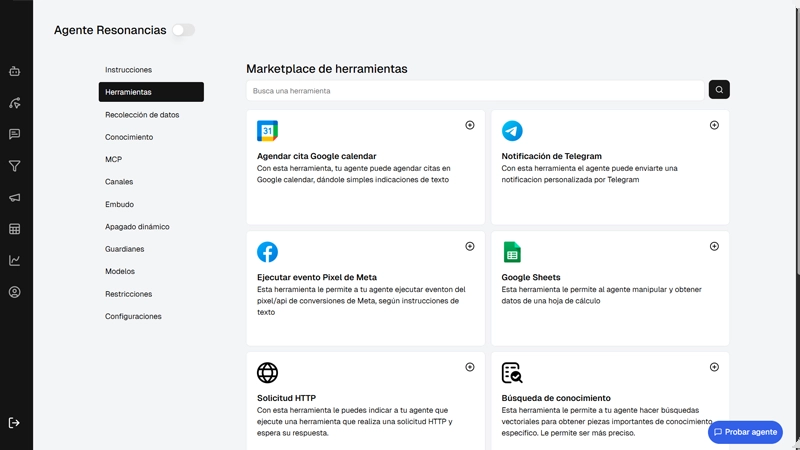 Agente Resonancias
Instrucciones
Herramientas
Recolección de datos
Conocimiento
MCP
Canales
Embudo
Apagado dinámico
Guardianes
Modelos
Restricciones
Configuraciones
Marketplace de herramientas
Busca una herramienta
31
Agendar cita Google calendar
Con esta herramienta, tu agente puede agendar citas en
Google calendar, dándole simples indicaciones de texto
Notificación de Telegram
Con esta herramienta el agente puede enviarte una
notificacion personalizada por Telegram
Ejecutar evento Pixel de Meta
Esta herramienta le permite a tu agente ejecutar eventon del
pixel/api de conversiones de Meta, según instrucciones de
texto
Google Sheets
Esta herramienta le permite al agente manipular y obtener
datos de una hoja de cálculo
Solicitud HTTP
Con esta herramienta le puedes indicar a tu agente que
ejecute una herramienta que realiza una solicitud HTTP y
espera su respuesta.
Búsqueda de conocimiento
Esta herramienta le permite a tu agente hacer búsquedas
vectoriales para obtener piezas importantes de conocimiento
específico. Le permite ser más preciso.
Probar agente